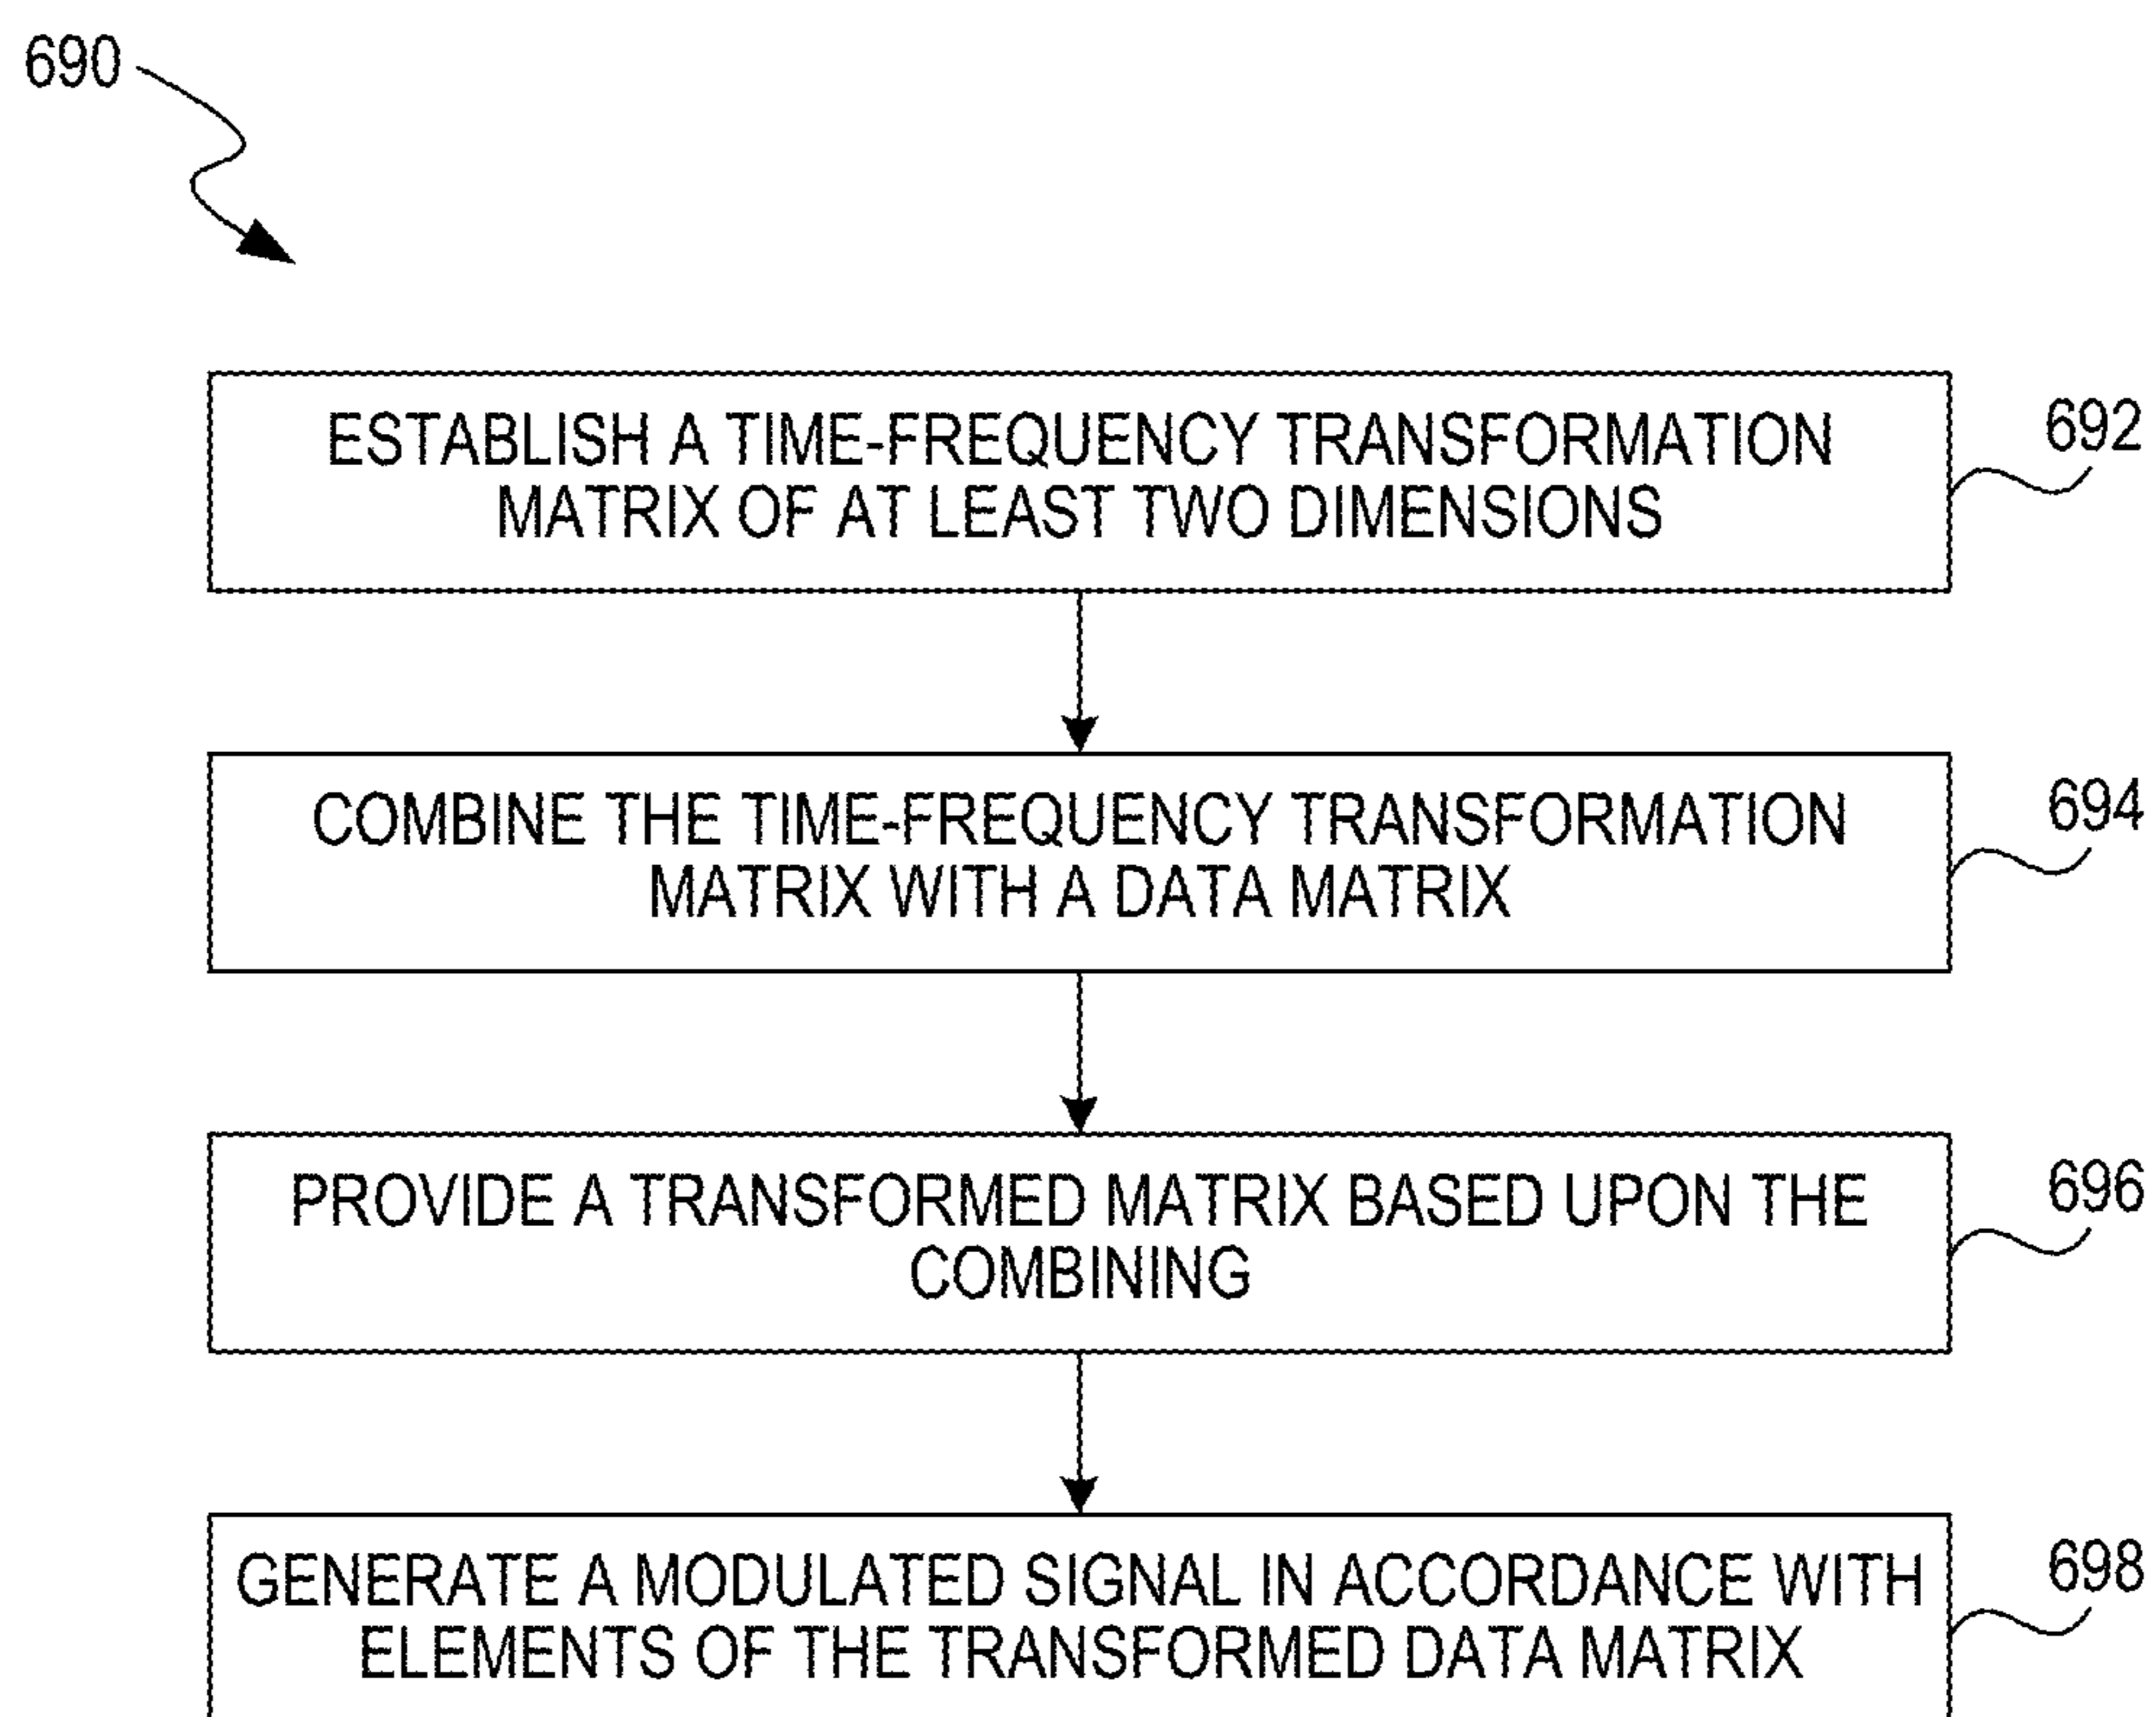 690
ESTABLISH A TIME-FREQUENCY TRANSFORMATION
MATRIX OF AT LEAST TWO DIMENSIONS
692
COMBINE THE TIME-FREQUENCY TRANSFORMATION
MATRIX WITH A DATA MATRIX
694
PROVIDE A TRANSFORMED MATRIX BASED UPON THE
COMBINING
696
GENERATE A MODULATED SIGNAL IN ACCORDANCE WITH
ELEMENTS OF THE TRANSFORMED DATA MATRIX
698